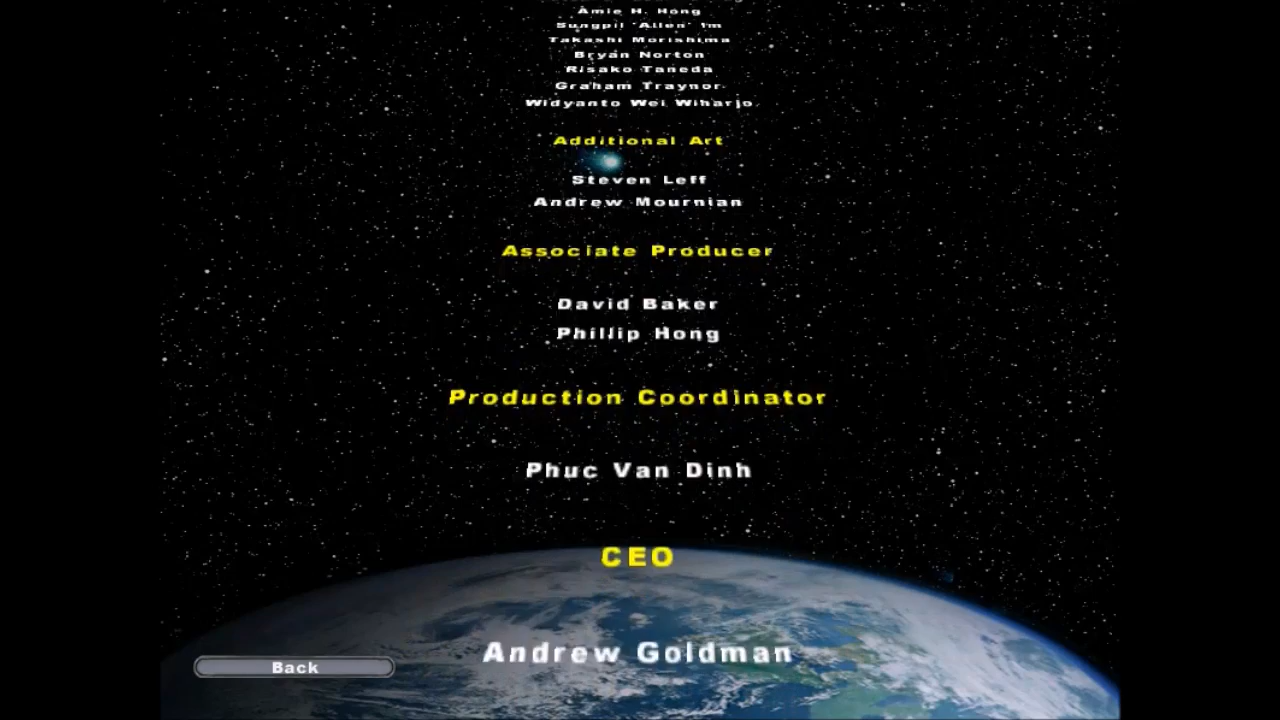 Amie H. Hong
Sungpil 'Allen' Im
Takashi Morishima
Bryan Norton
Risako Taneda
Graham Traynor
Widyanto Wei Wiharjo
Additional Art
Steven Leff
Andrew Mournian
Associate Producer
David Baker
Phillip Hong
Production Coordinator
Phuc Van Dinh
CEO
Andrew Goldman
Back